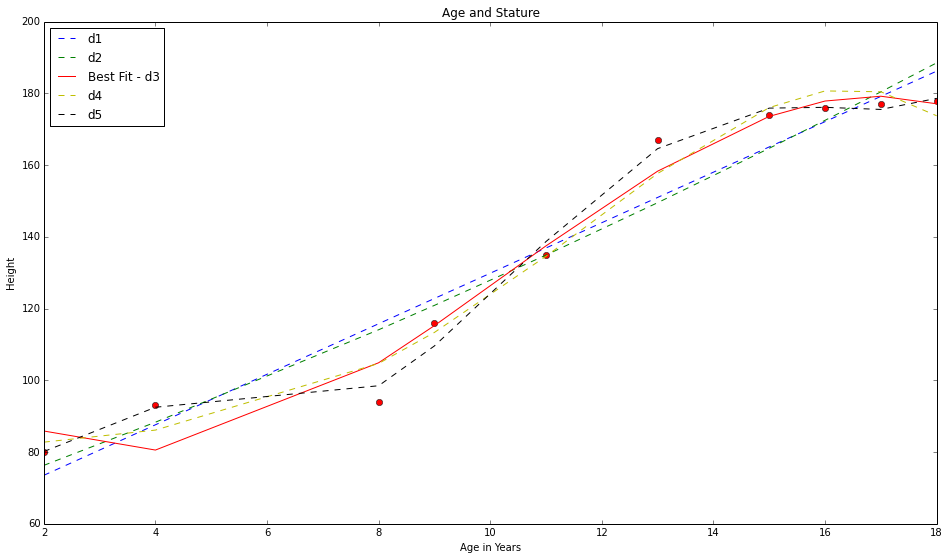 Age and Stature
200
180
160
140
120
100
80
60
Height
d1
d2
Best Fit - d3
d4
d5
2 4 6 8 10 12 14 16 18
Age in Years